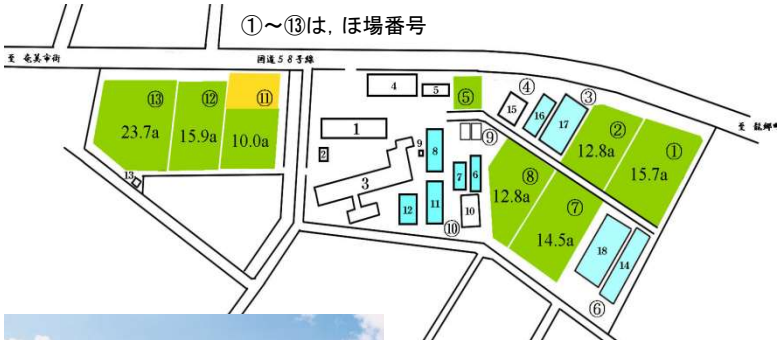 ①～⑬は，ほ場番号
至 奄美市街
国道５８号線
至 龍郷町
⑬
23.7a
⑫
15.9a
⑪
10.0a
13
4
5
⑤
1
2
3
9
8
⑨
7
6
12
11
10
⑩
④
15
16
③
17
②
12.8a
①
15.7a
⑧
12.8a
⑦
14.5a
18
14
⑥